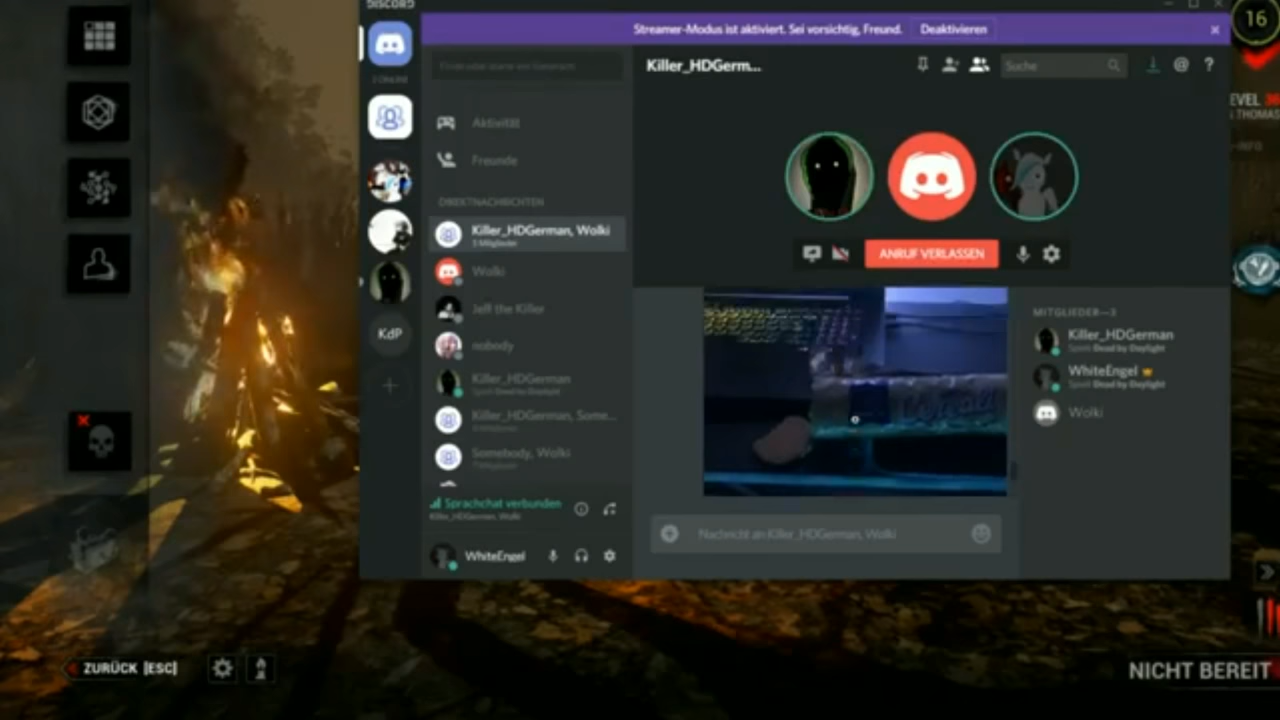 DISCORD
Streamer-Modus ist aktiviert. Sei vorsichtig, Freund.
Deaktivieren
16
Killer_HDGerm...
Suche
EVEL
THOMAS
Aktivität
Freunde
DIREKTNACHRICHTEN
Killer_HDGerman, Wolki
3 Mitglieder
Wolki
Jeff the Killer
nobody
Killer_HDGerman
Spielt Dead by Daylight
Killer_HDGerman, Some...
Somebody, Wolki
KdP
Sprachchat verbunden
Killer_HDGerman, Wolki
WhiteEngel
ANRUF VERLASSEN
Nachricht an Killer_HDGerman, Wolki
MITGLIEDER—3
Killer_HDGerman
Spielt Dead by Daylight
WhiteEngel
Spielt Dead by Daylight
Wolki
ZURÜCK [ESC]
NICHT BEREIT